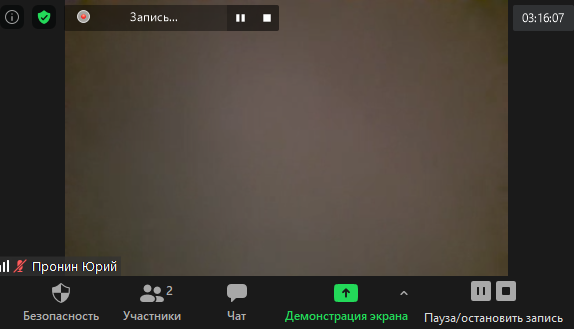 Запись...
03:16:07
Пронин Юрий
Безопасность
Участники
2
Чат
Демонстрация экрана
Пауза/остановить запись